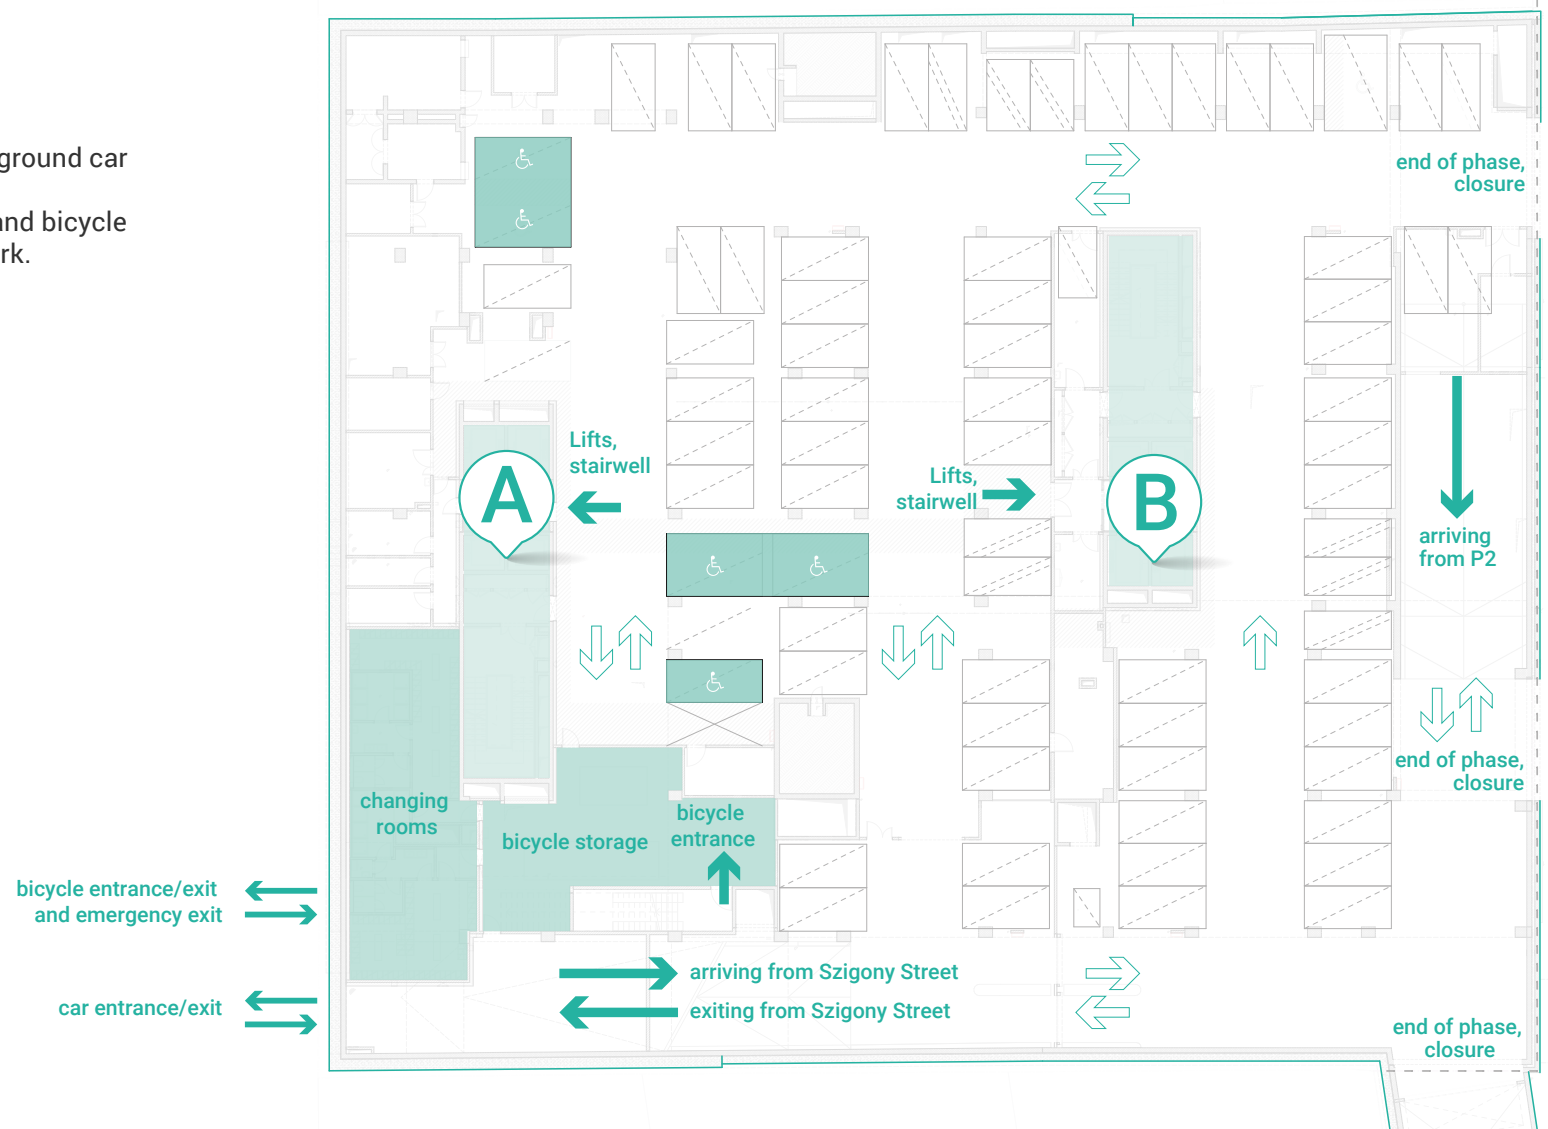 ground car
and bicycle
rk.
end of phase,
closure
Lifts,
stairwell
A
Lifts,
stairwell
B
arriving
from P2
end of phase,
closure
changing
rooms
bicycle storage
bicycle
entrance
bicycle entrance/exit
and emergency exit
arriving from Szigony Street
car entrance/exit
exiting from Szigony Street
end of phase,
closure